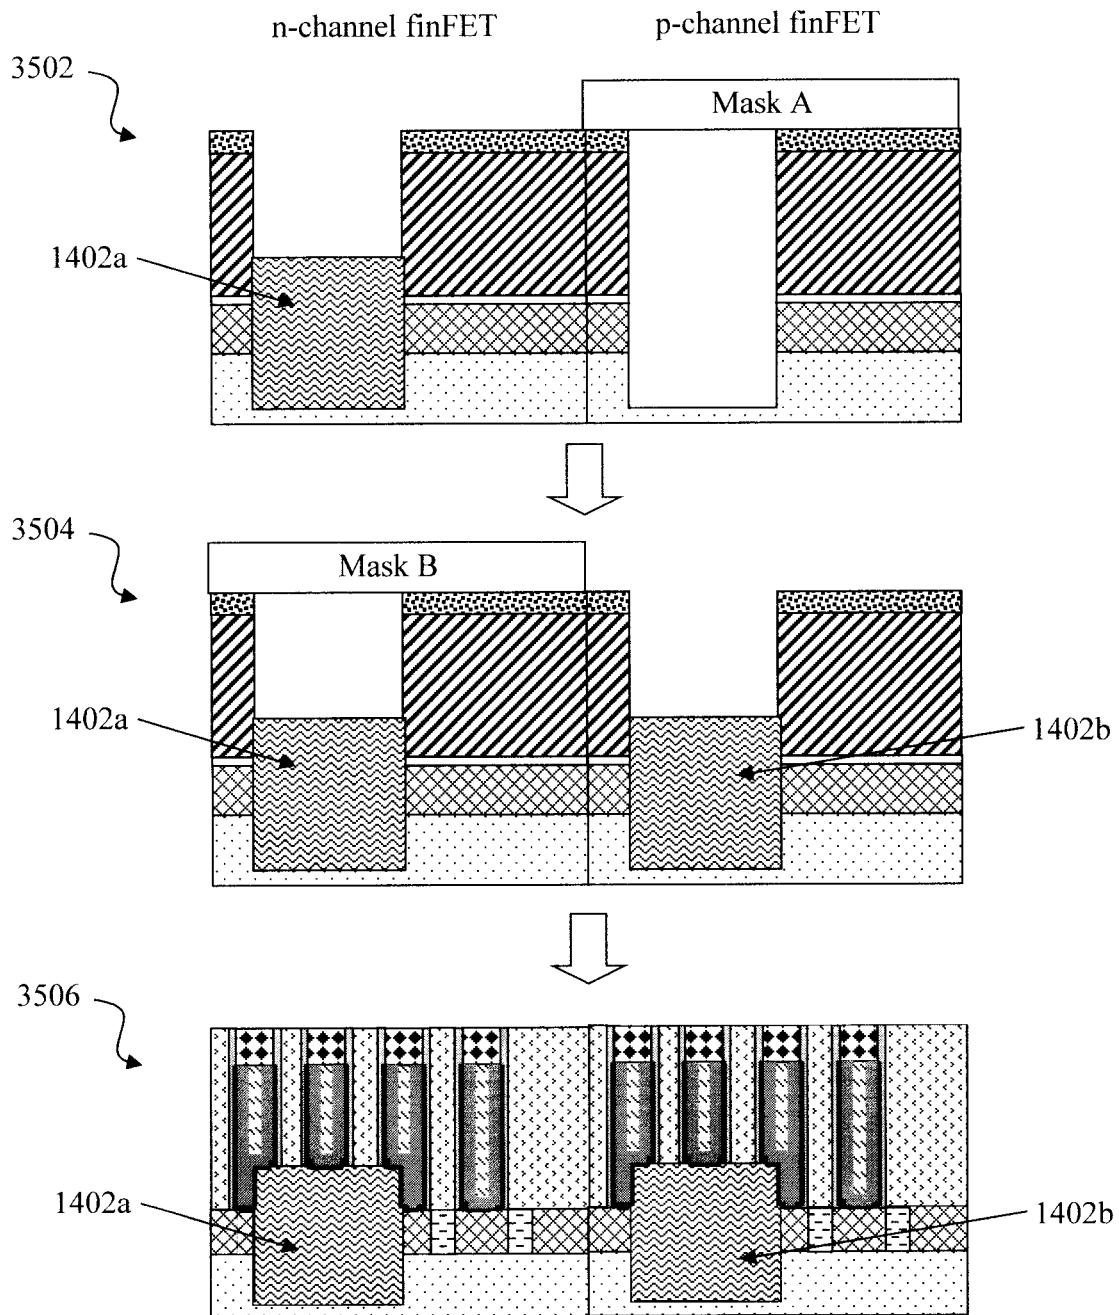 n-channel finFET
p-channel finFET
3502
Mask A
1402a
3504
Mask B
1402a
1402b
3506
1402a
1402b